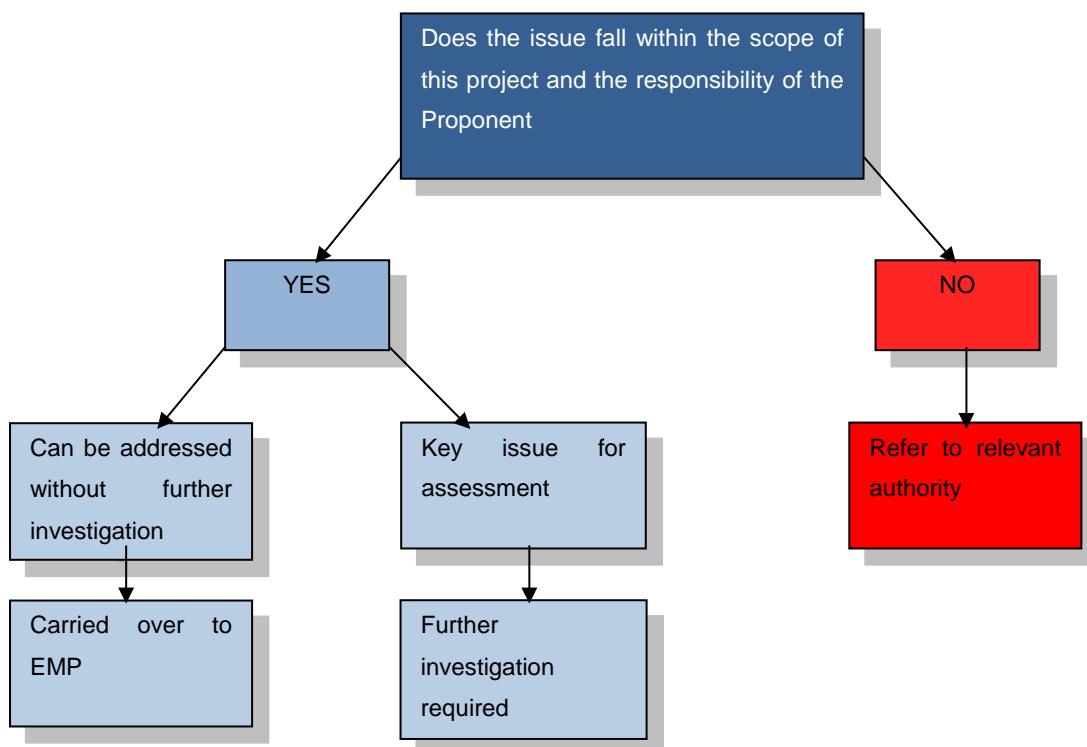 Does the issue fall within the scope of
this project and the responsibility of the
Proponent
YES
NO
Can be addressed
without further
investigation
Key issue for
assessment
Refer to relevant
authority
Carried over to
EMP
Further
investigation
required